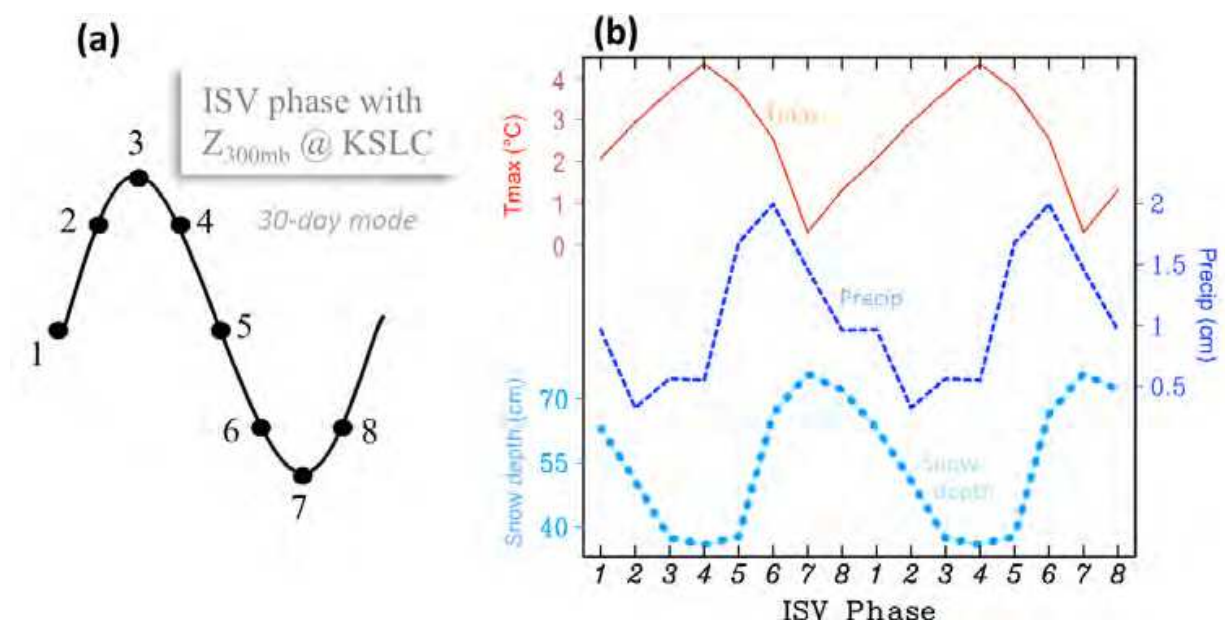 (a)
ISV phase with
Z300mb @ KSLC
30-day mode
3
2
4
1
5
6
8
7
(b)
Tmax (°C)
4
3
2
1
0
Tmax
Precip (cm)
2
1.5
1
0.5
Precip
Snow depth (cm)
70
55
40
Snow
depth
1 2 3 4 5 6 7 8 1 2 3 4 5 6 7 8
ISV Phase